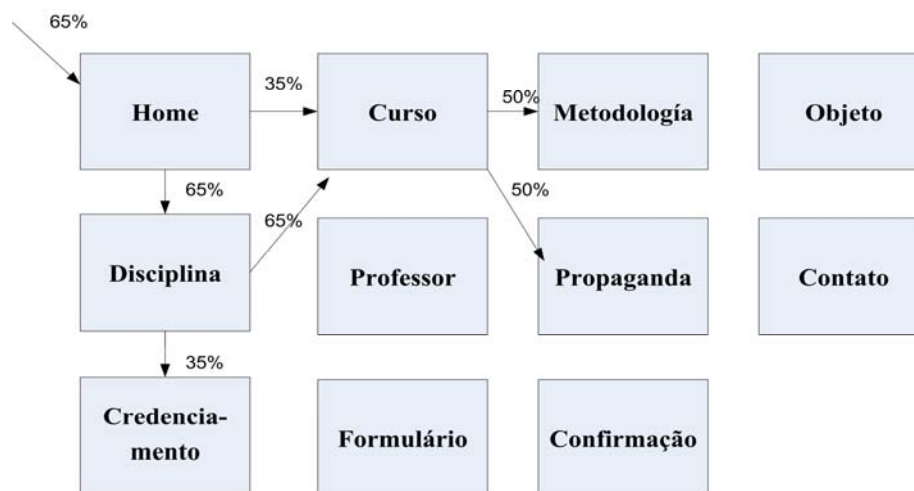 65%
Home
35%
Curso
50%
Metodología
Objeto
65%
65%
50%
Disciplina
Professor
Propaganda
Contato
35%
Credencia-
mento
Formulário
Confirmação